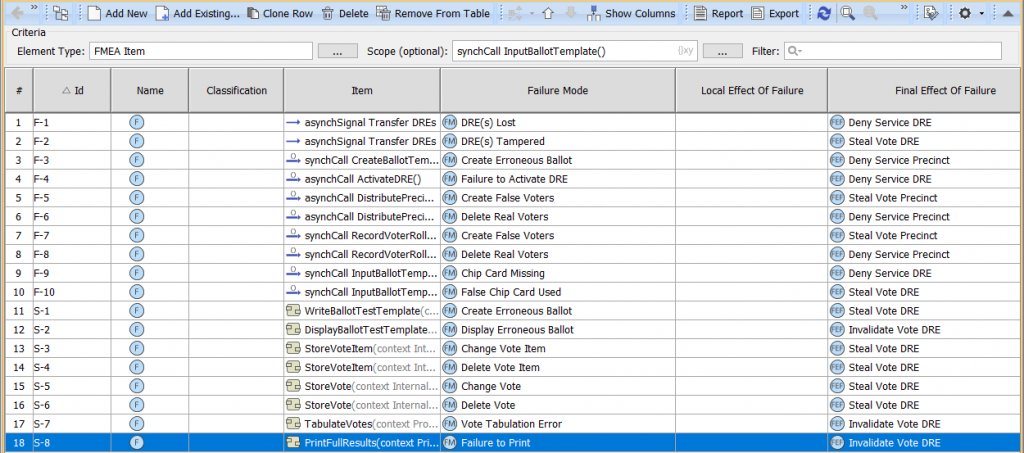 Add New Add Existing... Clone Row Delete Remove From Table Show Columns Report Export
Criteria
Element Type: FMEA Item ... Scope (optional): synchCall InputBallotTemplate() ()xy ... Filter:
# Id Name Classification Item Failure Mode Local Effect Of Failure Final Effect Of Failure
1 F-1 F asynchSignal Transfer DREs FM DRE(s) Lost FEF Deny Service DRE
2 F-2 F asynchSignal Transfer DREs FM DRE(s) Tampered FEF Steal Vote DRE
3 F-3 F synchCall CreateBallotTem... FM Create Erroneous Ballot FEF Deny Service Precinct
4 F-4 F asynchCall ActivateDRE() FM Failure to Activate DRE FEF Deny Service DRE
5 F-5 F asynchCall DistributePreci... FM Create False Voters FEF Steal Vote Precinct
6 F-6 F asynchCall DistributePreci... FM Delete Real Voters FEF Deny Service Precinct
7 F-7 F synchCall RecordVoterRoll... FM Create False Voters FEF Steal Vote Precinct
8 F-8 F synchCall RecordVoterRoll... FM Delete Real Voters FEF Deny Service Precinct
9 F-9 F synchCall InputBallotTemp... FM Chip Card Missing FEF Deny Service DRE
10 F-10 F synchCall InputBallotTemp... FM False Chip Card Used FEF Steal Vote DRE
11 S-1 F WriteBallotTestTemplate(c... FM Create Erroneous Ballot FEF Steal Vote DRE
12 S-2 F DisplayBallotTestTemplate... FM Display Erroneous Ballot FEF Invalidate Vote DRE
13 S-3 F StoreVoteItem(context Int... FM Change Vote Item FEF Steal Vote DRE
14 S-4 F StoreVoteItem(context Int... FM Delete Vote Item FEF Steal Vote DRE
15 S-5 F StoreVote(context Internal... FM Change Vote FEF Steal Vote DRE
16 S-6 F StoreVote(context Internal... FM Delete Vote FEF Steal Vote DRE
17 S-7 F TabulateVotes(context Pro... FM Vote Tabulation Error FEF Invalidate Vote DRE
18 S-8 F PrintFullResults(context Pri... FM Failure to Print FEF Invalidate Vote DRE